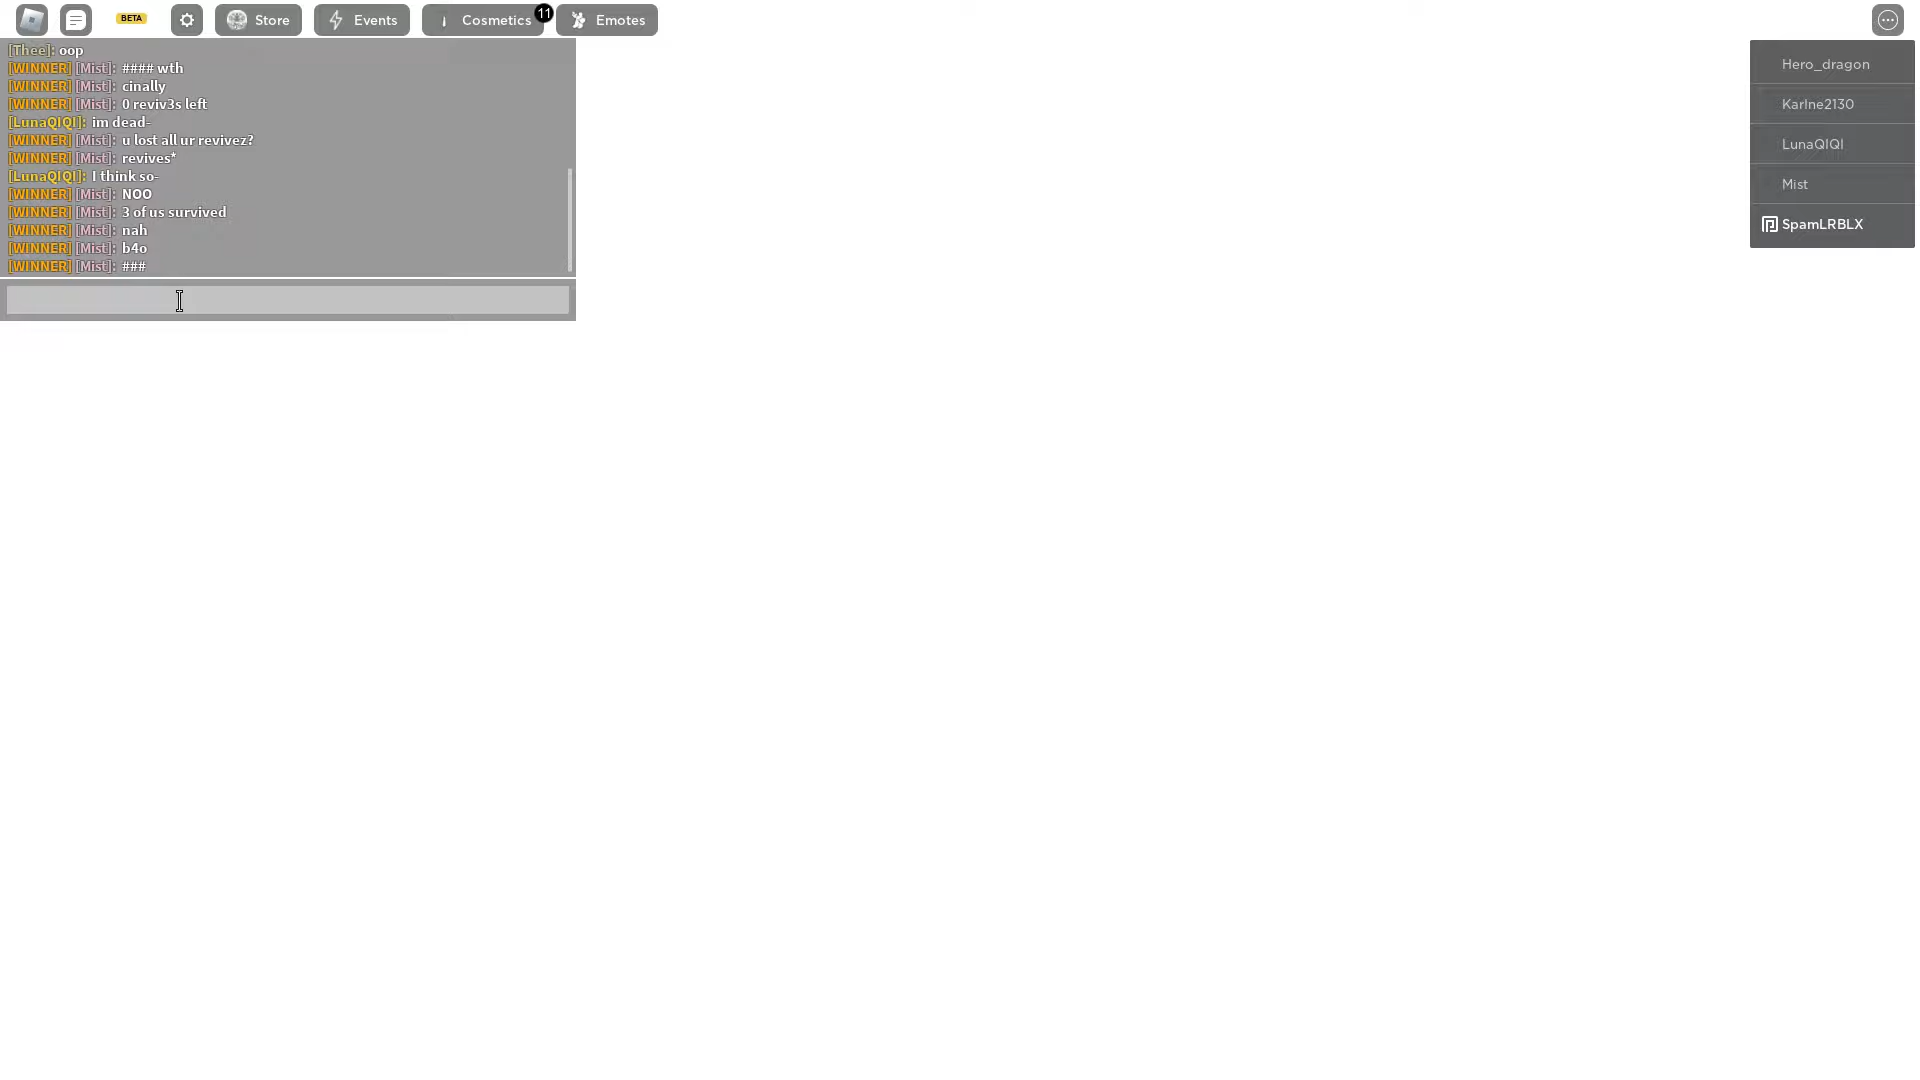 BETA
Store
Events
Cosmetics
11
Emotes
[Thee]: oop
[WINNER] [Mist]: #### wth
[WINNER] [Mist]: cinally
[WINNER] [Mist]: 0 reviv3s left
[LunaQIQI]: im dead-
[WINNER] [Mist]: u lost all ur revivez?
[WINNER] [Mist]: revives*
[LunaQIQI]: I think so-
[WINNER] [Mist]: NOO
[WINNER] [Mist]: 3 of us survived
[WINNER] [Mist]: nah
[WINNER] [Mist]: b4o
[WINNER] [Mist]: ###
Hero_dragon
Karlne2130
LunaQIQI
Mist
SpamLRBLX